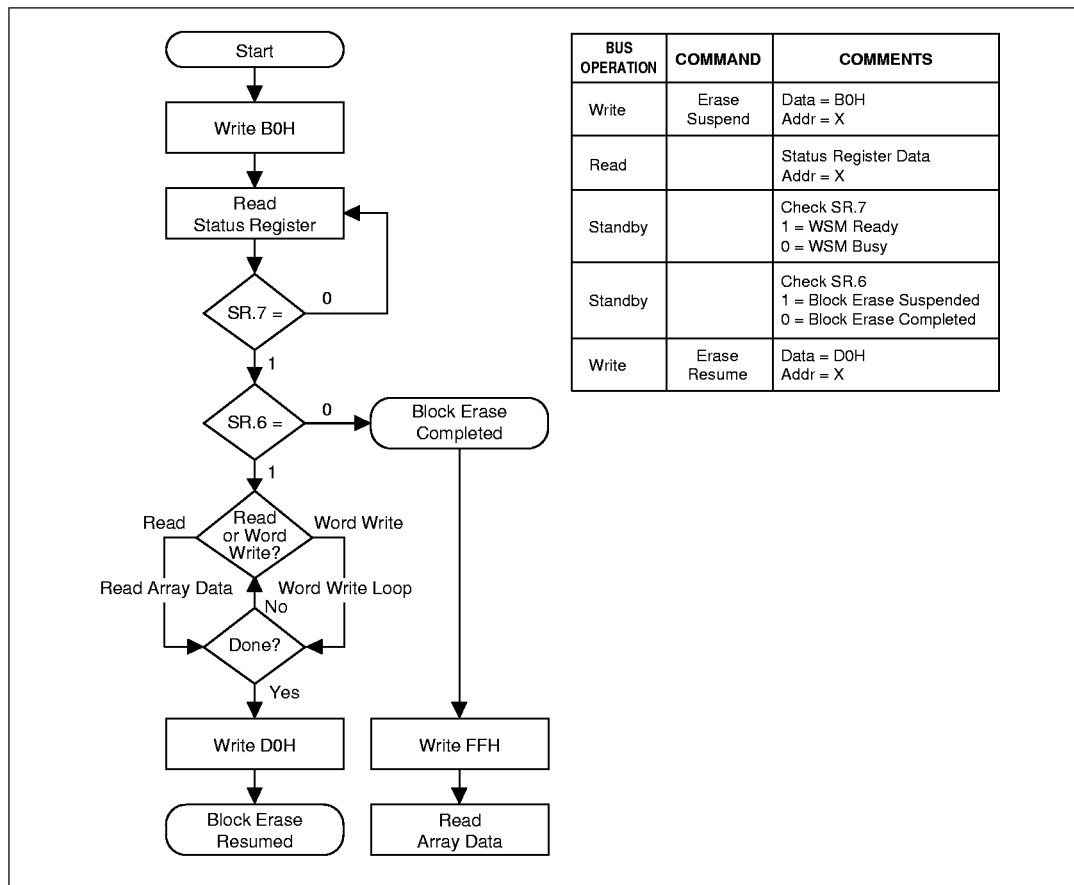 Start
Write B0H
Read
Status Register
SR.7 =
0
1
SR.6 =
0
Block Erase
Completed
1
Read
or Word
Write?
Read
Word Write
Read Array Data
Word Write Loop
No
Done?
Yes
Write D0H
Write FFH
Block Erase
Resumed
Read
Array Data
BUS
OPERATION
COMMAND
COMMENTS
Write
Erase
Suspend
Data = B0H
Addr = X
Read
Status Register Data
Addr = X
Standby
Check SR.7
1 = WSM Ready
0 = WSM Busy
Standby
Check SR.6
1 = Block Erase Suspended
0 = Block Erase Completed
Write
Erase
Resume
Data = D0H
Addr = X